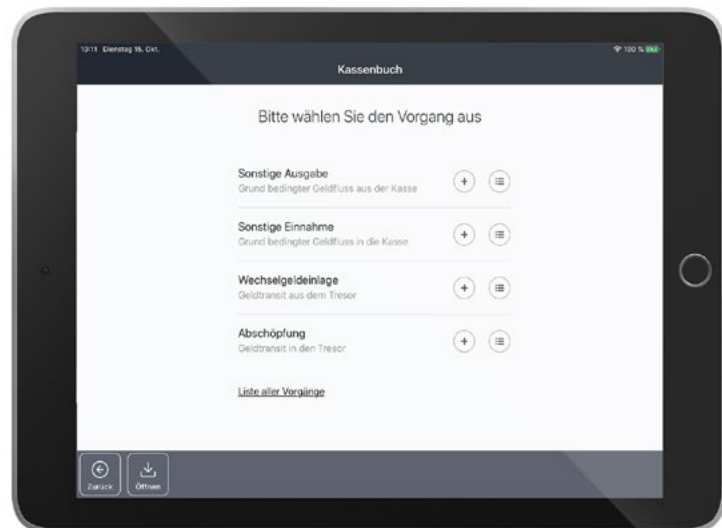 10:11 Dienstag 15. Okt.
100 %
Kassenbuch
Bitte wählen Sie den Vorgang aus
Sonstige Ausgabe
Grund bedingter Geldfluss aus der Kasse
Sonstige Einnahme
Grund bedingter Geldfluss in die Kasse
Wechselgeldeinlage
Geldtransit aus dem Tresor
Abschöpfung
Geldtransit in den Tresor
Liste aller Vorgänge
Zurück
Öffnen